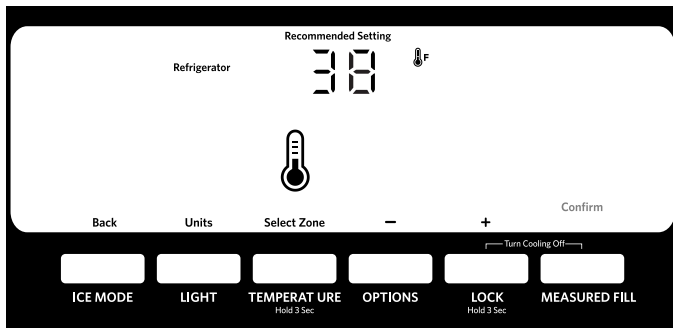 Recommended Setting
Refrigerator 38 F
Confirm
Back Units Select Zone − +
Turn Cooling Off
ICE MODE LIGHT TEMPERAT URE OPTIONS LOCK MEASURED FILL
Hold 3 Sec Hold 3 Sec